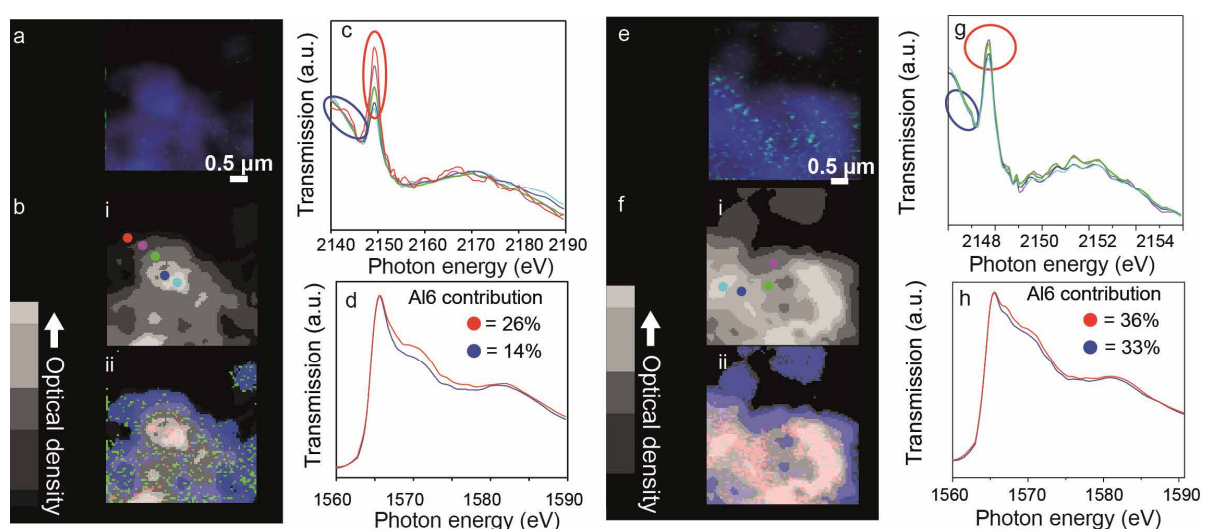 a
0.5 µm
b
i
ii
Optical density
c
Transmission (a.u.)
2140 2150 2160 2170 2180 2190
Photon energy (eV)
d
Al6 contribution
= 26%
= 14%
Transmission (a.u.)
1560 1570 1580 1590
Photon energy (eV)
e
0.5 µm
f
i
ii
Optical density
g
Transmission (a.u.)
2148 2150 2152 2154
Photon energy (eV)
h
Al6 contribution
= 36%
= 33%
Transmission (a.u.)
1560 1570 1580 1590
Photon energy (eV)